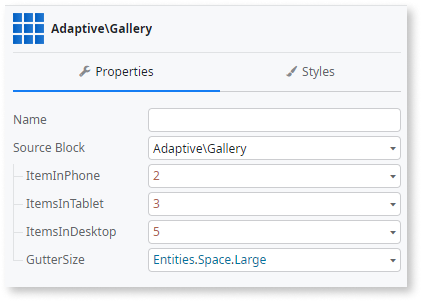 Adaptive\Gallery
Properties Styles
Name
Source Block Adaptive\Gallery
ItemInPhone 2
ItemsInTablet 3
ItemsInDesktop 5
GutterSize Entities.Space.Large